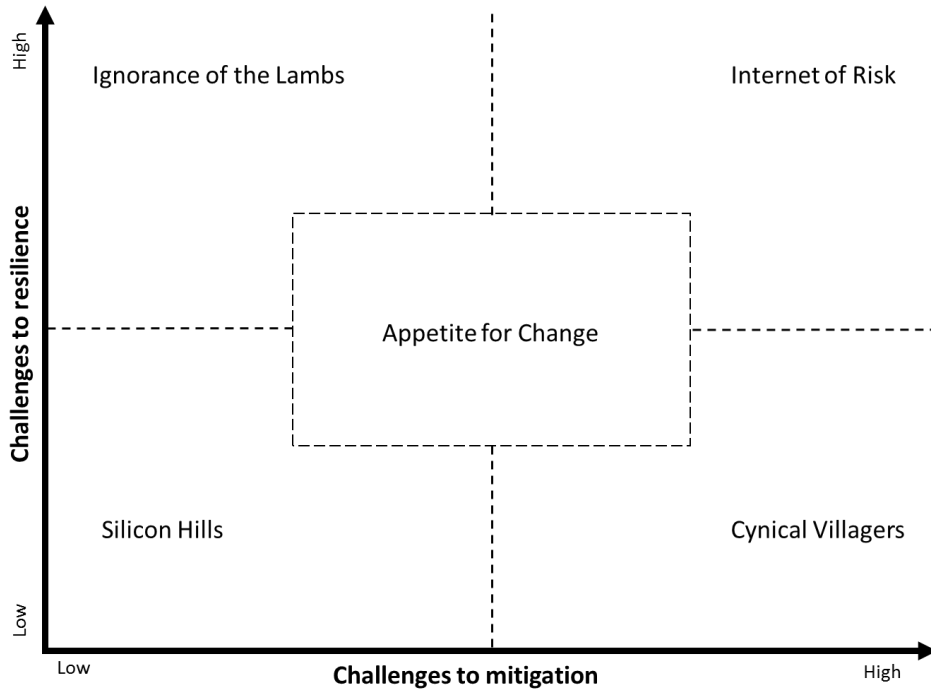 High
Ignorance of the Lambs
Internet of Risk
Challenges to resilience
Appetite for Change
Silicon Hills
Cynical Villagers
Low
Low
Challenges to mitigation
High